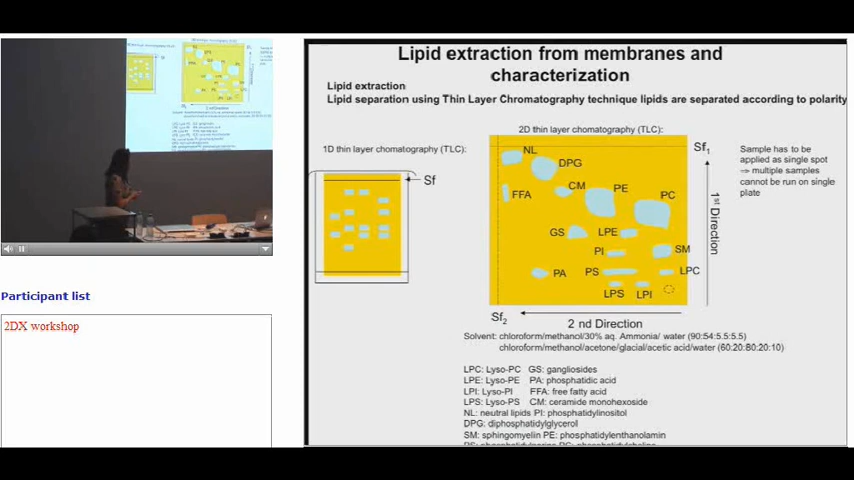 Lipid extraction from membranes and
characterization
Lipid extraction
Lipid separation using Thin Layer Chromatography technique lipids are separated according to polarity
1D thin layer chomatography (TLC):
Sf
2D thin layer chomatography (TLC):
Sf1
NL
DPG
CM
FFA
PE
PC
GS
LPE
PI
SM
PA
PS
LPC
LPS
LPI
1st Direction
Sf2
2 nd Direction
Sample has to be
applied as single spot
⇒ multiple samples
cannot be run on single
plate
Solvent: chloroform/methanol/30% aq. Ammonia/ water (90:54:5.5:5.5)
chloroform/methanol/acetone/glacial/acetic acid/water (60:20:80:20:10)
LPC: Lyso-PC GS: gangliosides
LPE: Lyso-PE PA: phosphatidic acid
LPI: Lyso-PI FFA: free fatty acid
LPS: Lyso-PS CM: ceramide monohexoside
NL: neutral lipids PI: phosphatidylinositol
DPG: diphosphatidylglycerol
SM: sphingomyelin PE: phosphatidylenthanolamin
Participant list
2DX workshop